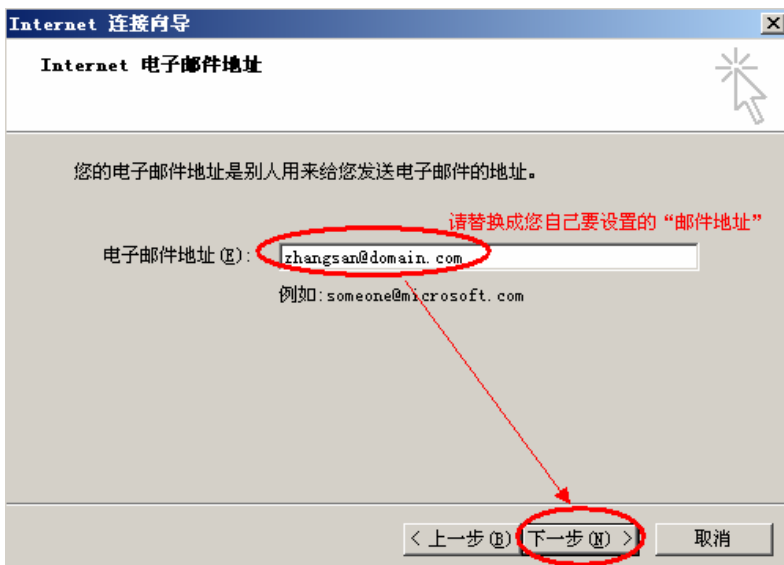 Internet 连接向导
Internet 电子邮件地址
您的电子邮件地址是别人用来给您发送电子邮件的地址。
请替换成您自己要设置的“邮件地址”
电子邮件地址(E):
zhangsan@domain.com
例如:someone@microsoft.com
< 上一步(B)
下一步(N) >
取消